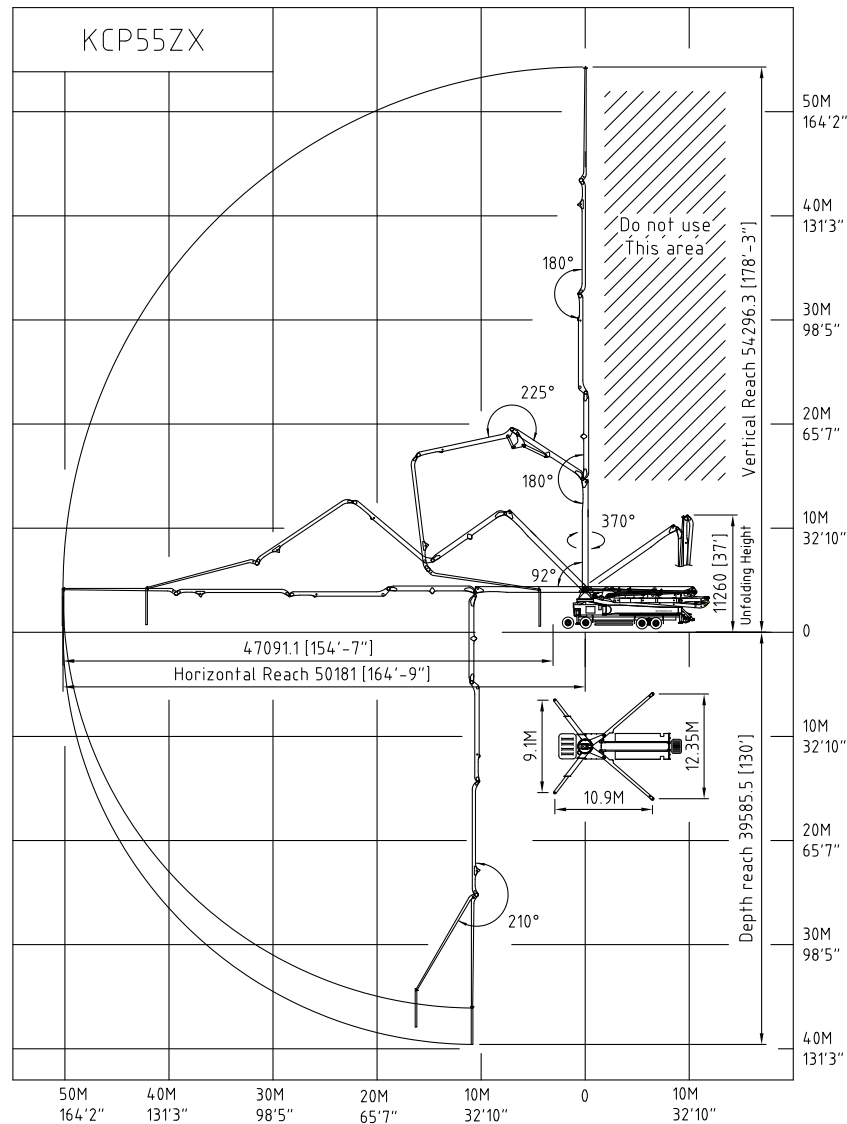 KCP55ZX
50M
164'2"
40M
131'3"
Do not use
This area
180°
Vertical Reach 54296.3 [178'-3"]
30M
98'5"
225°
20M
65'7"
180°
370°
10M
32'10"
11260 [37']
Unfolding Height
92°
0
47091.1 [154'-7"]
Horizontal Reach 50181 [164'-9"]
9.1M
12.35M
10.9M
10M
32'10"
Depth reach 39585.5 [130']
20M
65'7"
210°
30M
98'5"
40M
131'3"
50M
164'2"
40M
131'3"
30M
98'5"
20M
65'7"
10M
32'10"
0
10M
32'10"